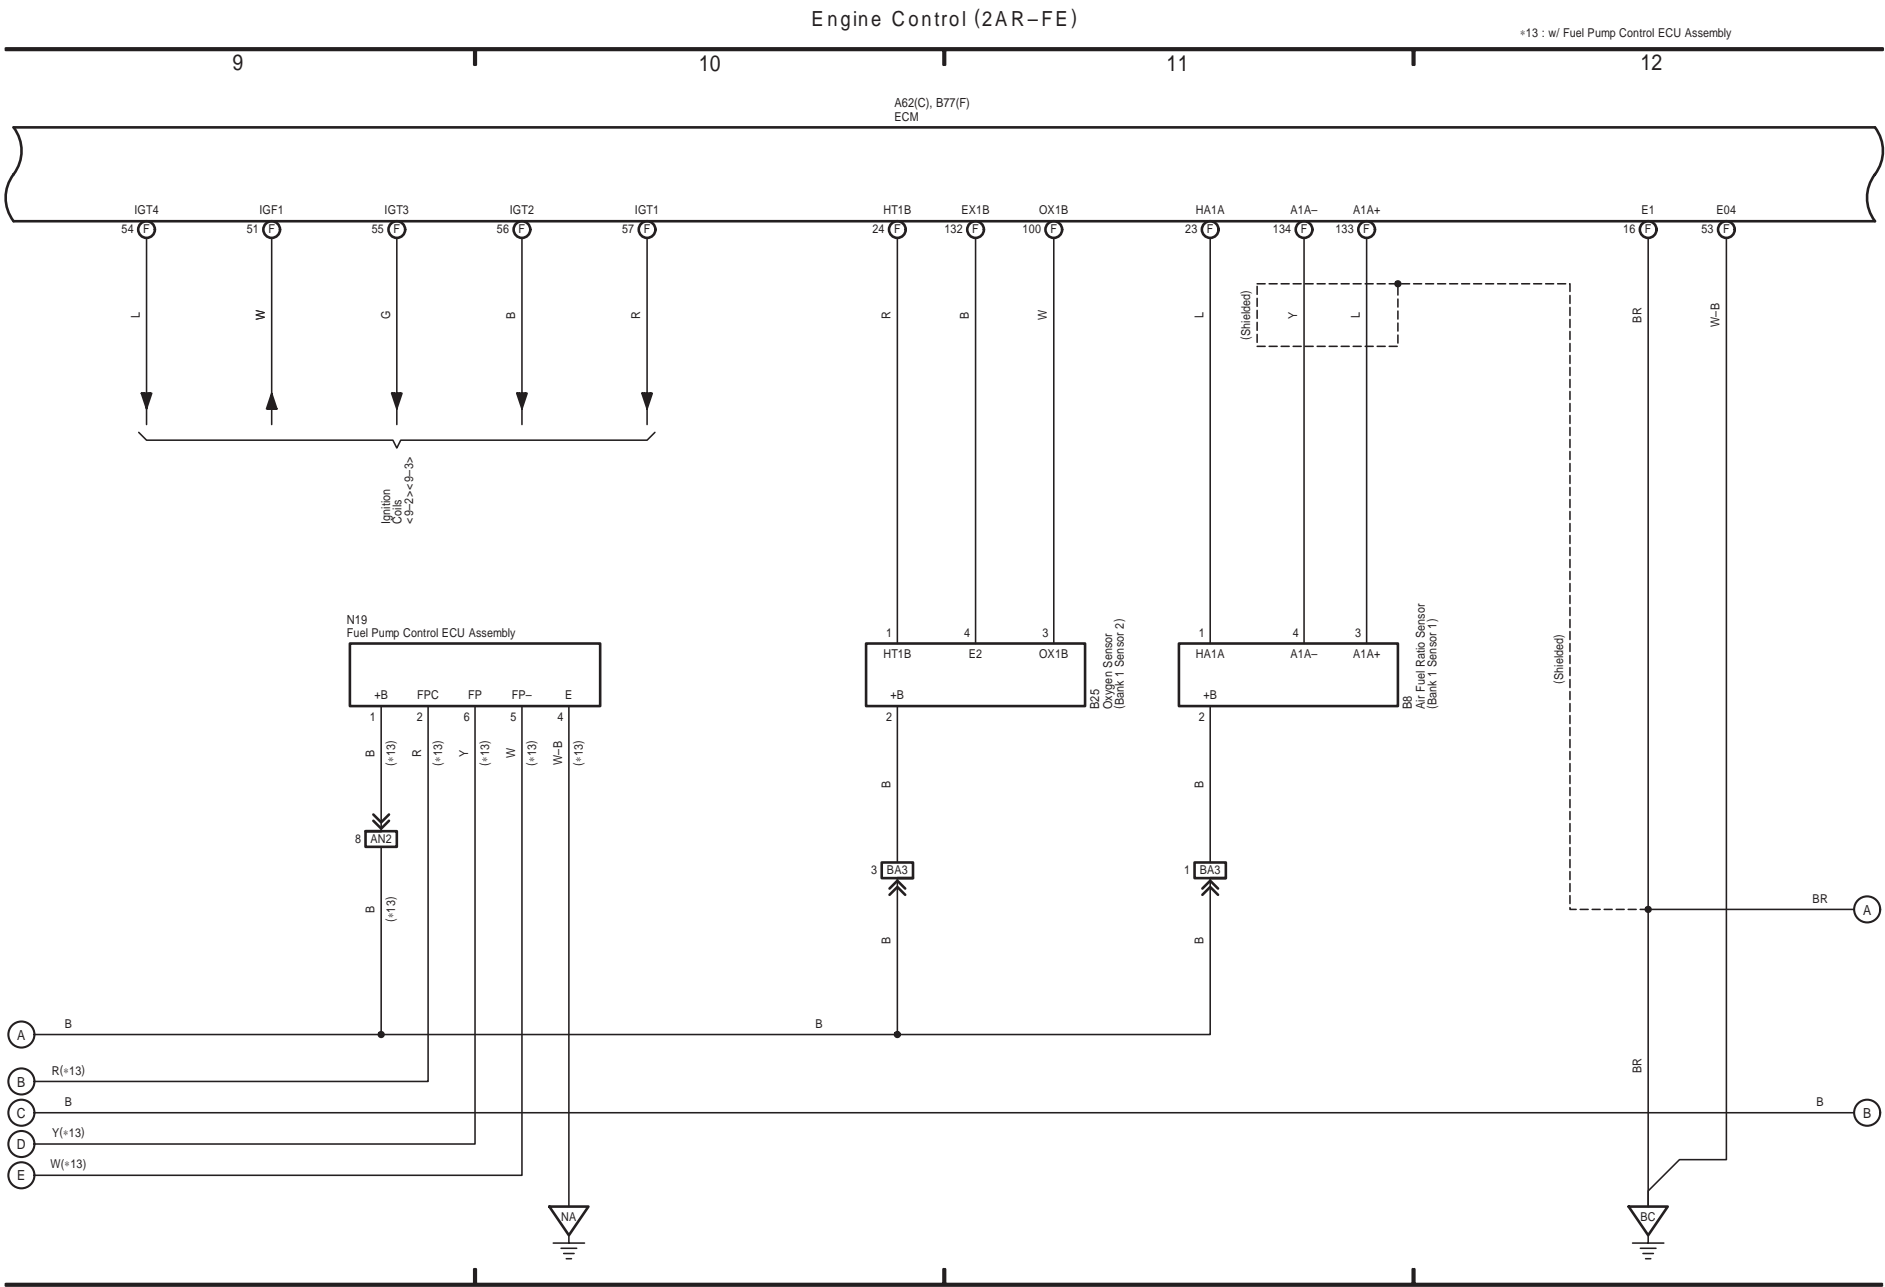 Engine Control (2AR–FE)
∗13 : w/ Fuel Pump Control ECU Assembly
9 10 11 12
A62(C), B77(F)
ECM
IGT4 IGF1 IGT3 IGT2 IGT1 HT1B EX1B OX1B HA1A A1A– A1A+ E1 E04
54 F 51 F 55 F 56 F 57 F 24 F 132 F 100 F 23 F 134 F 133 F 16 F 53 F
L W G B R R B W L (Shielded) Y L BR W–B
Ignition
Coils
<9–2><9–3>
N19
Fuel Pump Control ECU Assembly
+B FPC FP FP– E
1 2 6 5 4
B (∗13) R (∗13) Y (∗13) W (∗13) W–B (∗13)
8 AN2
B (∗13)
1 4 3
HT1B E2 OX1B
+B
2
B25
Oxygen Sensor
(Bank 1 Sensor 2)
B
3 BA3
B
1 4 3
HA1A A1A– A1A+
+B
2
B8
Air Fuel Ratio Sensor
(Bank 1 Sensor 1)
B
1 BA3
B
(Shielded)
BR A
A B B
B R(∗13)
BR
C B B B
D Y(∗13)
E W(∗13)
NA BC